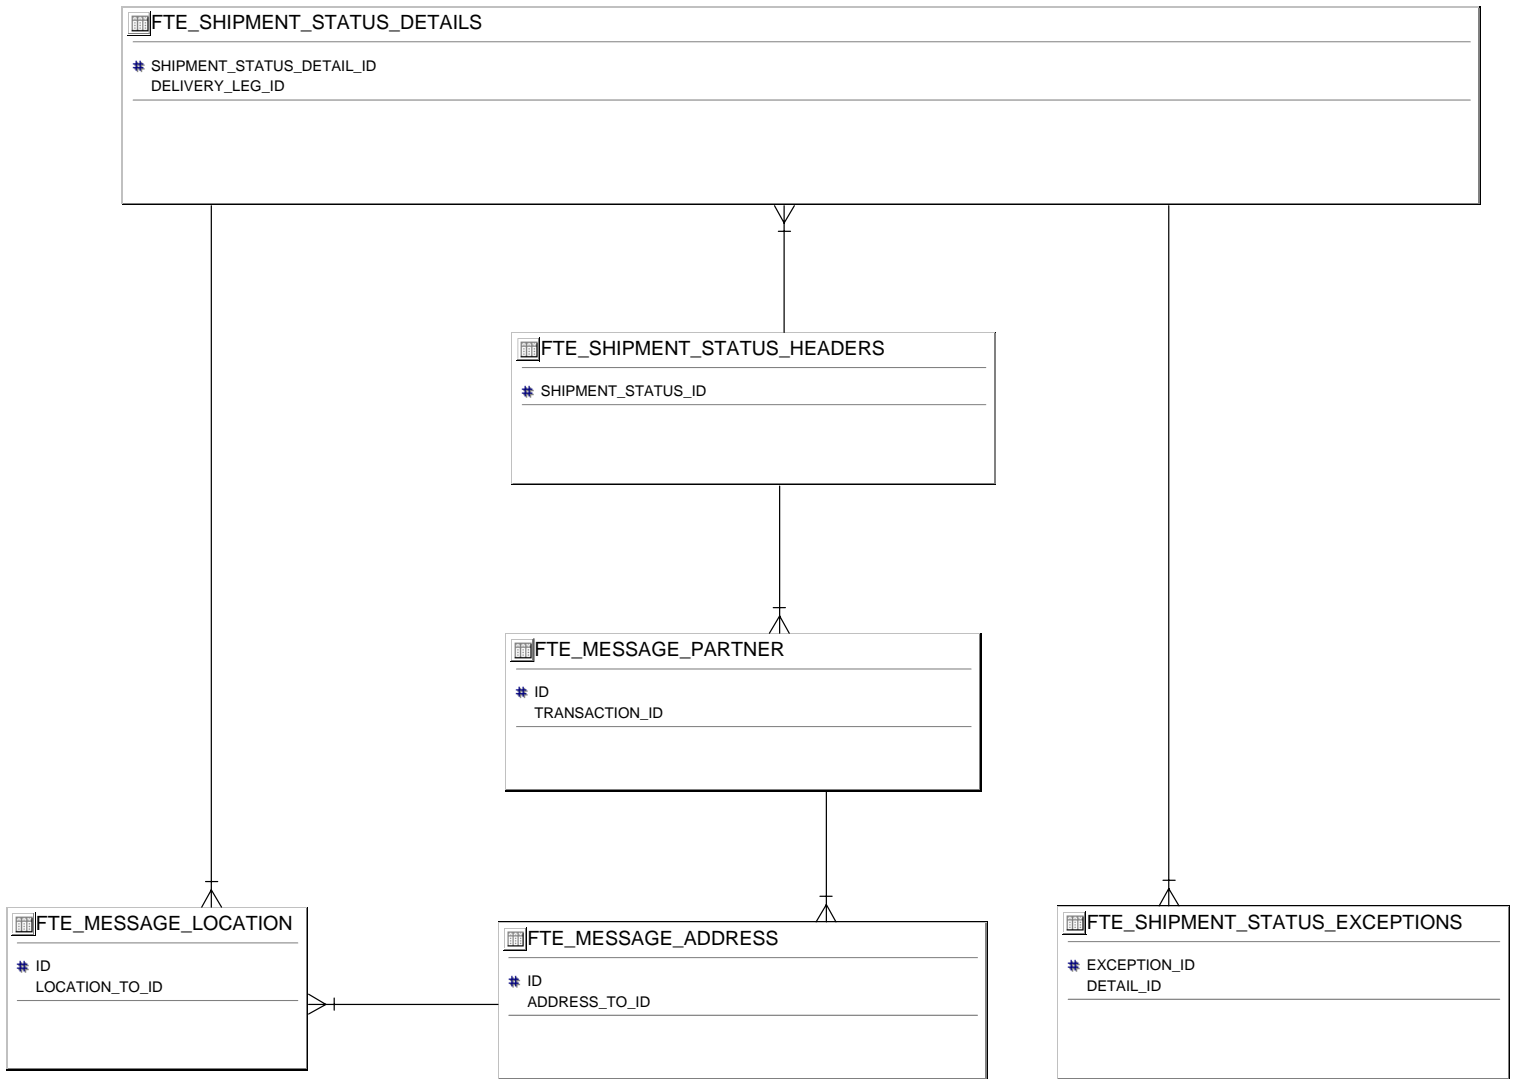 FTE_SHIPMENT_STATUS_DETAILS
# SHIPMENT_STATUS_DETAIL_ID
DELIVERY_LEG_ID
FTE_SHIPMENT_STATUS_HEADERS
# SHIPMENT_STATUS_ID
FTE_MESSAGE_PARTNER
# ID
TRANSACTION_ID
FTE_MESSAGE_LOCATION
# ID
LOCATION_TO_ID
FTE_MESSAGE_ADDRESS
# ID
ADDRESS_TO_ID
FTE_SHIPMENT_STATUS_EXCEPTIONS
# EXCEPTION_ID
DETAIL_ID